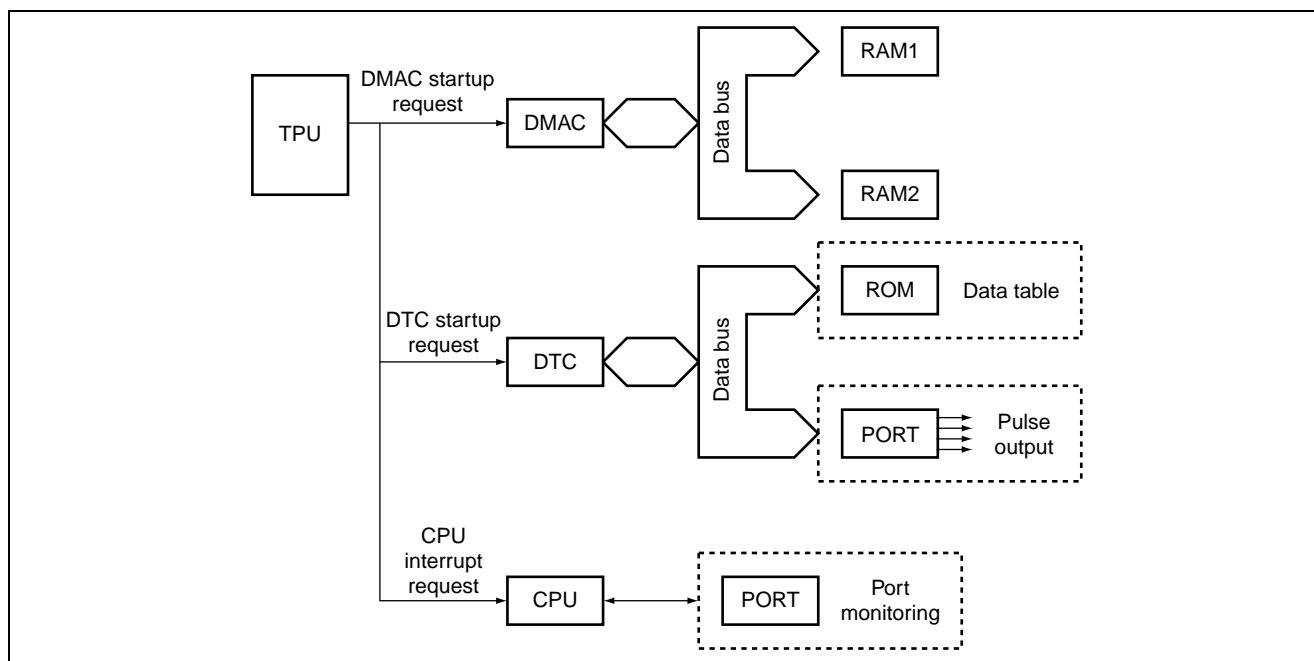 DMAC startup
request
TPU
DMAC
Data bus
RAM1
RAM2
DTC startup
request
DTC
Data bus
ROM
Data table
PORT
Pulse
output
CPU
interrupt
request
CPU
PORT
Port
monitoring